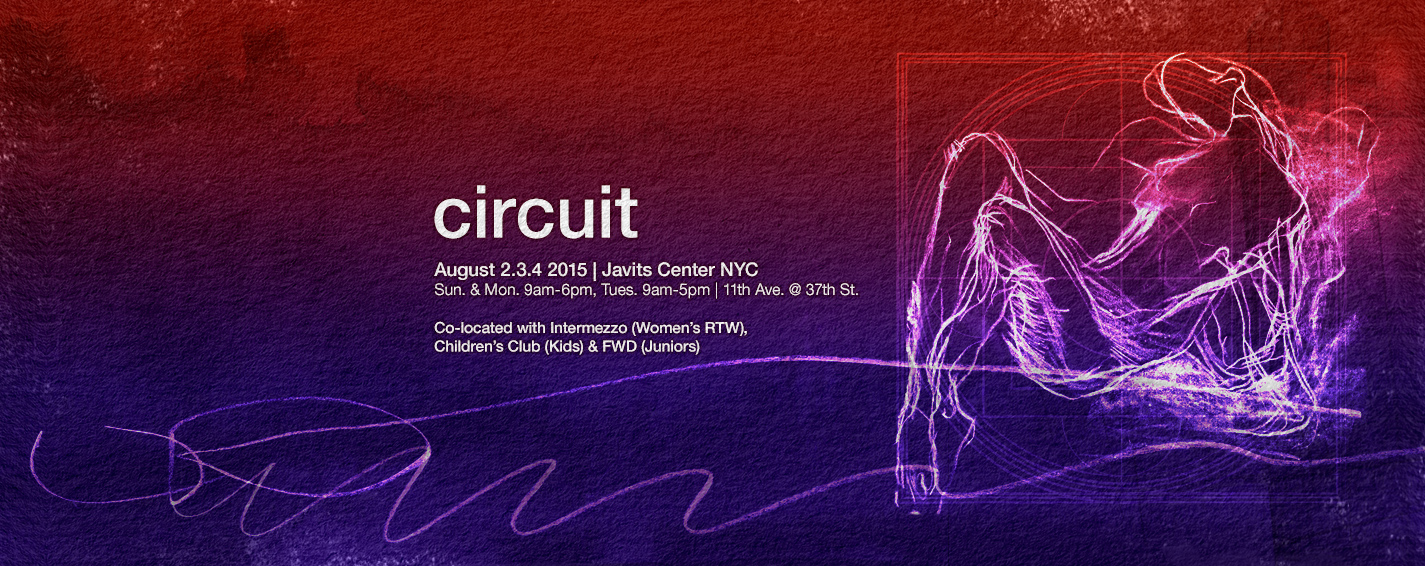 circuit
August 2.3.4 2015 | Javits Center NYC
Sun. & Mon. 9am-6pm, Tues. 9am-5pm | 11th Ave. @ 37th St.
Co-located with Intermezzo (Women's RTW),
Children's Club (Kids) & FWD (Juniors)